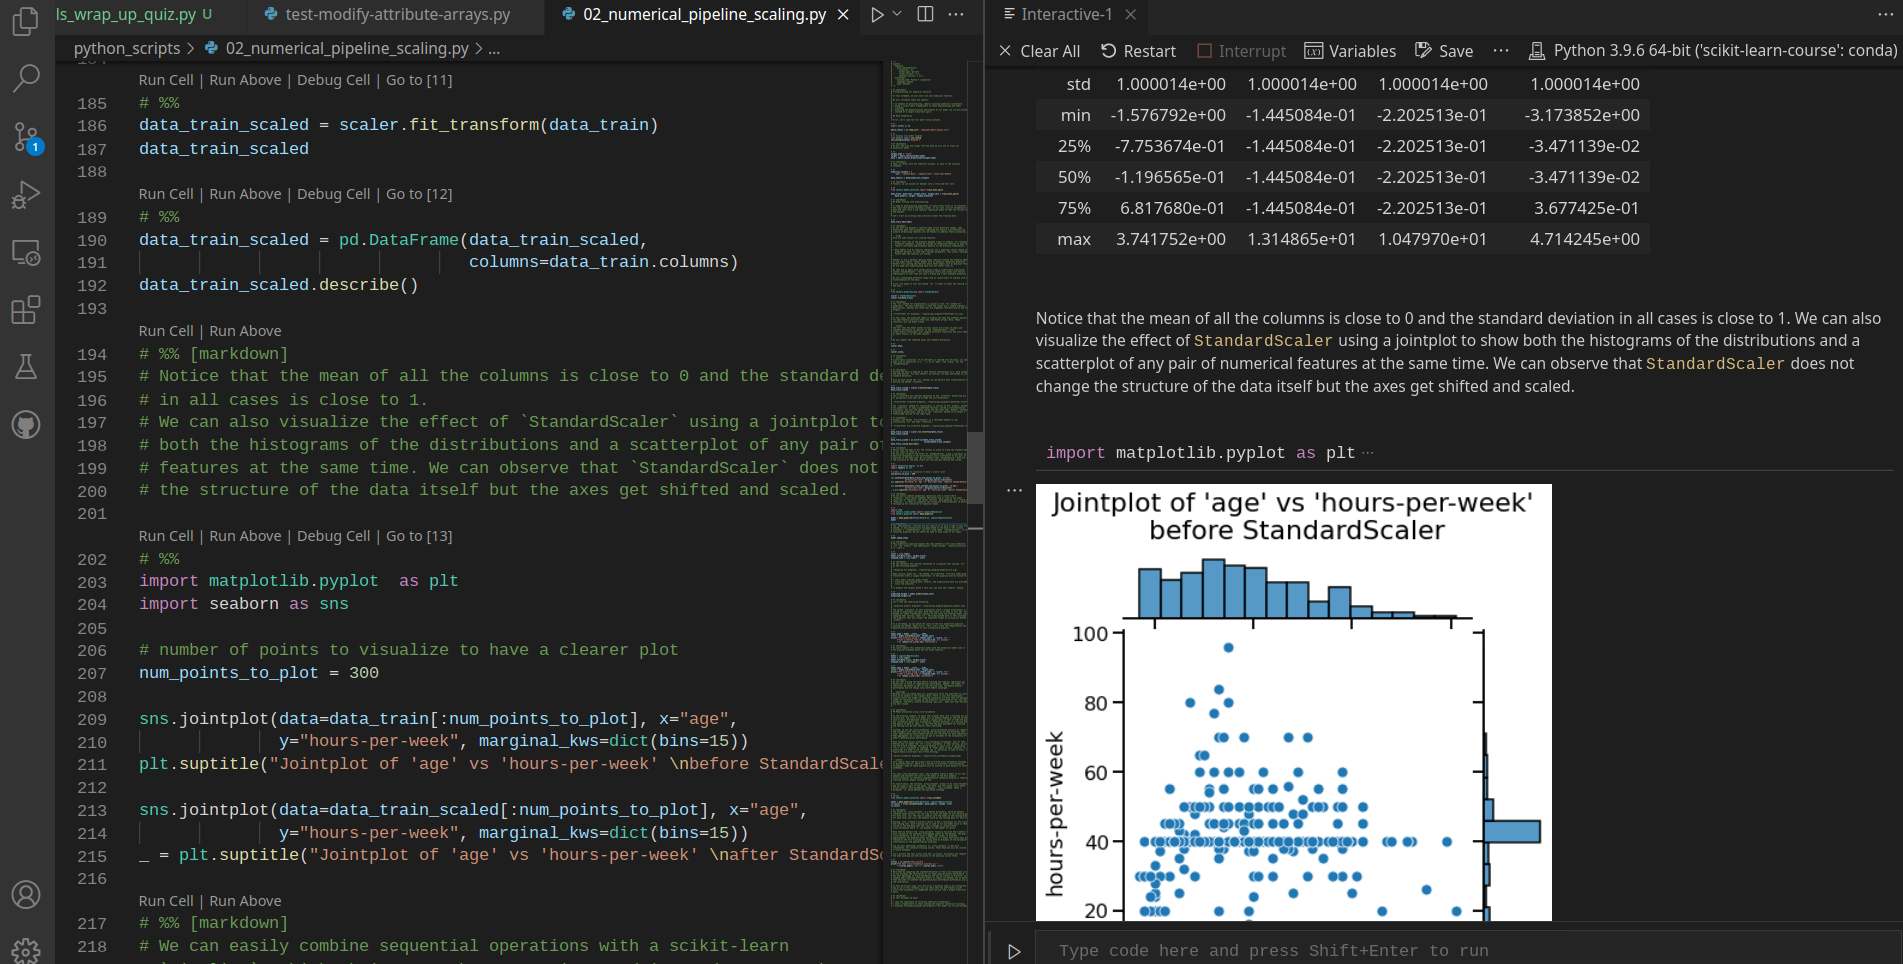 ls_wrap_up_quiz.py U
test-modify-attribute-arrays.py
02_numerical_pipeline_scaling.py
python_scripts > 02_numerical_pipeline_scaling.py > ...
Run Cell | Run Above | Debug Cell | Go to [11]
185 # %%
186 data_train_scaled = scaler.fit_transform(data_train)
187 data_train_scaled
188
Run Cell | Run Above | Debug Cell | Go to [12]
189 # %%
190 data_train_scaled = pd.DataFrame(data_train_scaled,
191 columns=data_train.columns)
192 data_train_scaled.describe()
193
Run Cell | Run Above
194 # %% [markdown]
195 # Notice that the mean of all the columns is close to 0 and the standard de
196 # in all cases is close to 1.
197 # We can also visualize the effect of `StandardScaler` using a jointplot to
198 # both the histograms of the distributions and a scatterplot of any pair of
199 # features at the same time. We can observe that `StandardScaler` does not
200 # the structure of the data itself but the axes get shifted and scaled.
201
Run Cell | Run Above | Debug Cell | Go to [13]
202 # %%
203 import matplotlib.pyplot  as plt
204 import seaborn as sns
205
206 # number of points to visualize to have a clearer plot
207 num_points_to_plot = 300
208
209 sns.jointplot(data=data_train[:num_points_to_plot], x="age",
210 y="hours-per-week", marginal_kws=dict(bins=15))
211 plt.suptitle("Jointplot of 'age' vs 'hours-per-week' \nbefore StandardScale
212
213 sns.jointplot(data=data_train_scaled[:num_points_to_plot], x="age",
214 y="hours-per-week", marginal_kws=dict(bins=15))
215 _ = plt.suptitle("Jointplot of 'age' vs 'hours-per-week' \nafter StandardSc
216
Run Cell | Run Above
217 # %% [markdown]
218 # We can easily combine sequential operations with a scikit-learn
1
Interactive-1
Clear All Restart Interrupt Variables Save ... Python 3.9.6 64-bit ('scikit-learn-course': conda)
std 1.000014e+00 1.000014e+00 1.000014e+00 1.000014e+00
min -1.576792e+00 -1.445084e-01 -2.202513e-01 -3.173852e+00
25% -7.753674e-01 -1.445084e-01 -2.202513e-01 -3.471139e-02
50% -1.196565e-01 -1.445084e-01 -2.202513e-01 -3.471139e-02
75% 6.817680e-01 -1.445084e-01 -2.202513e-01 3.677425e-01
max 3.741752e+00 1.314865e+01 1.047970e+01 4.714245e+00
Notice that the mean of all the columns is close to 0 and the standard deviation in all cases is close to 1. We can also
visualize the effect of StandardScaler using a jointplot to show both the histograms of the distributions and a
scatterplot of any pair of numerical features at the same time. We can observe that StandardScaler does not
change the structure of the data itself but the axes get shifted and scaled.
import matplotlib.pyplot as plt ...
Jointplot of 'age' vs 'hours-per-week'
before StandardScaler
100
80
60
40
20
hours-per-week
Type code here and press Shift+Enter to run